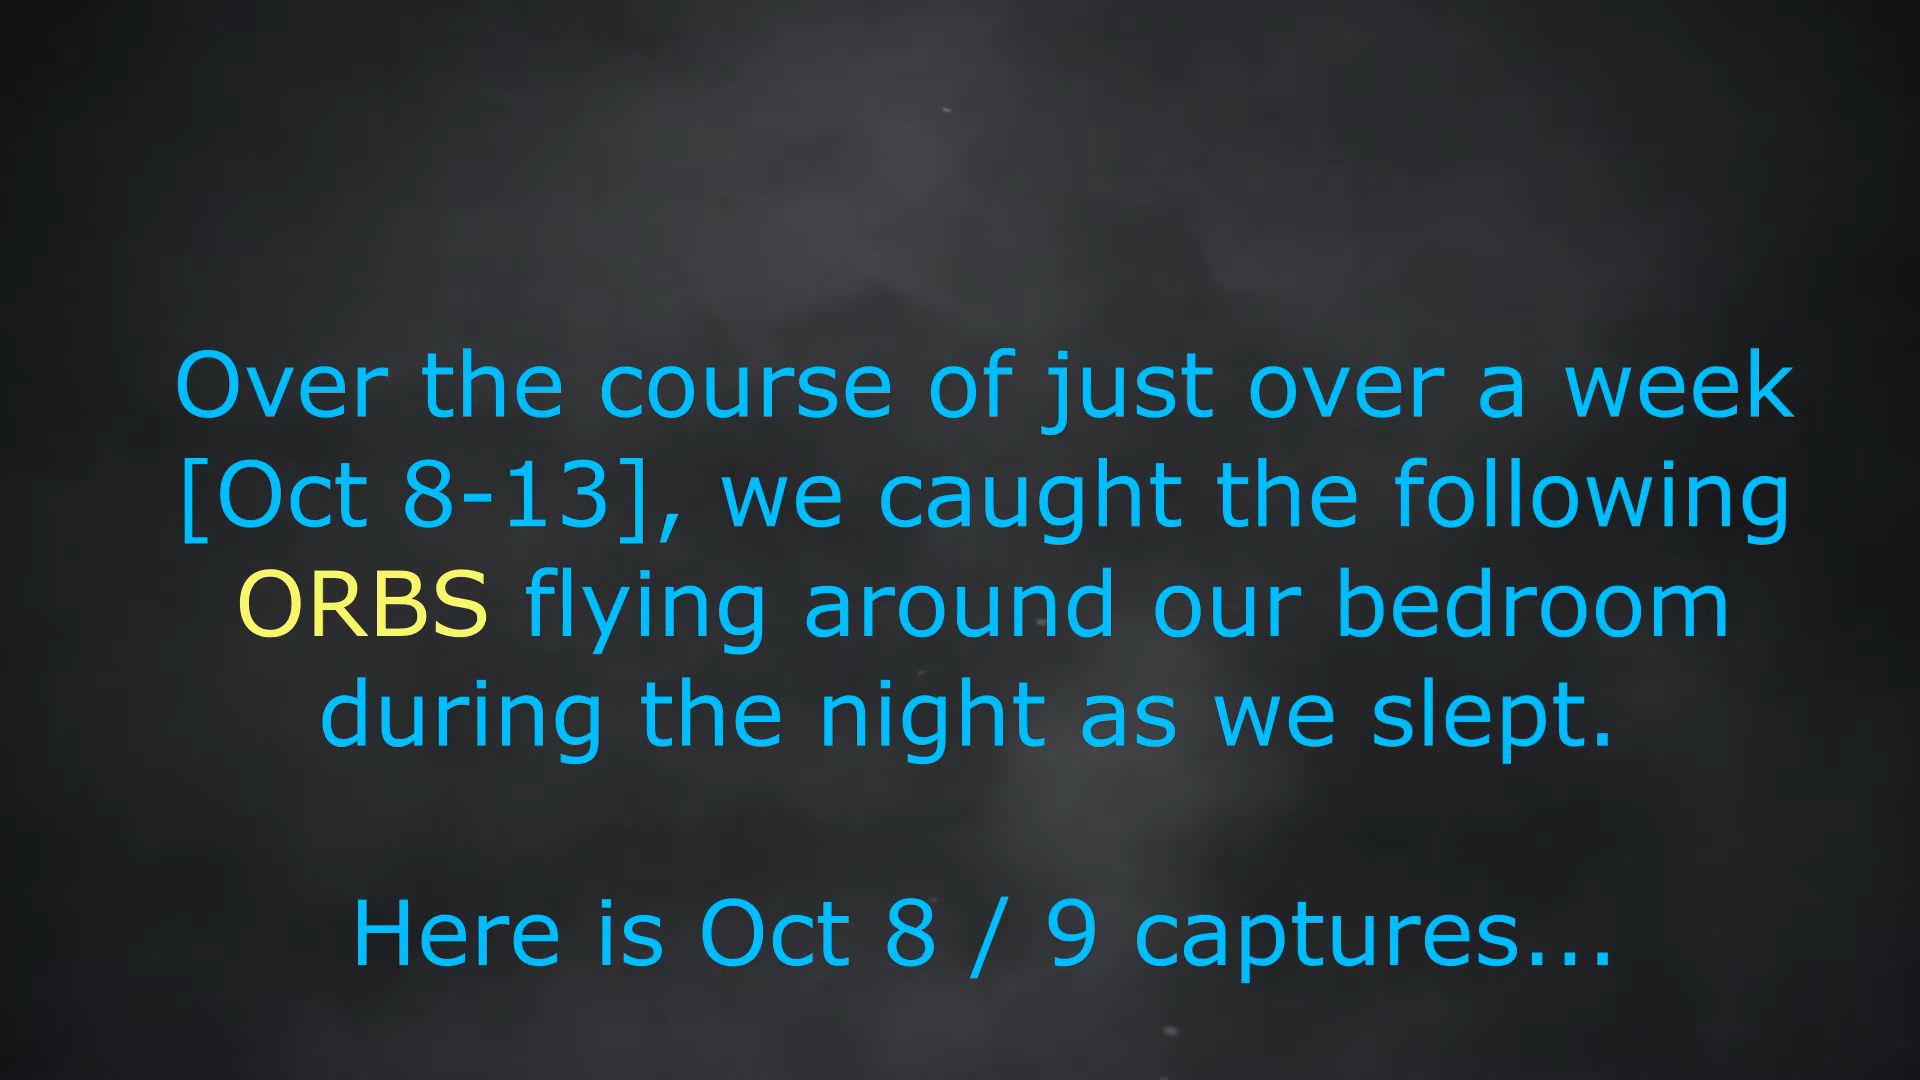 Over the course of just over a week
[Oct 8-13], we caught the following
ORBS flying around our bedroom
during the night as we slept.
Here is Oct 8 / 9 captures...